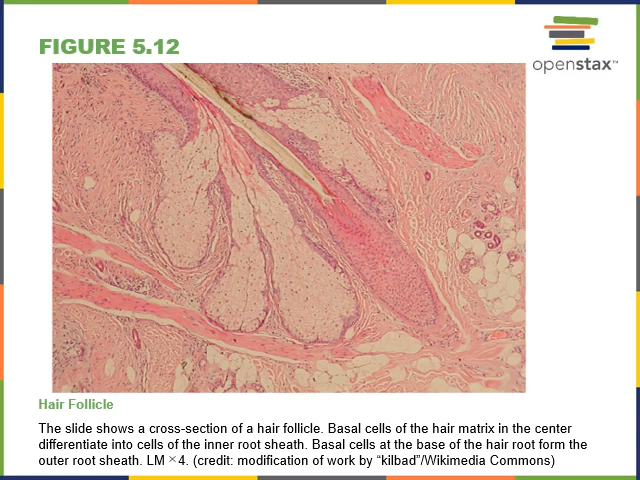 FIGURE 5.12
openstax™
Hair Follicle
The slide shows a cross-section of a hair follicle. Basal cells of the hair matrix in the center
differentiate into cells of the inner root sheath. Basal cells at the base of the hair root form the
outer root sheath. LM × 4. (credit: modification of work by “kilbad”/Wikimedia Commons)